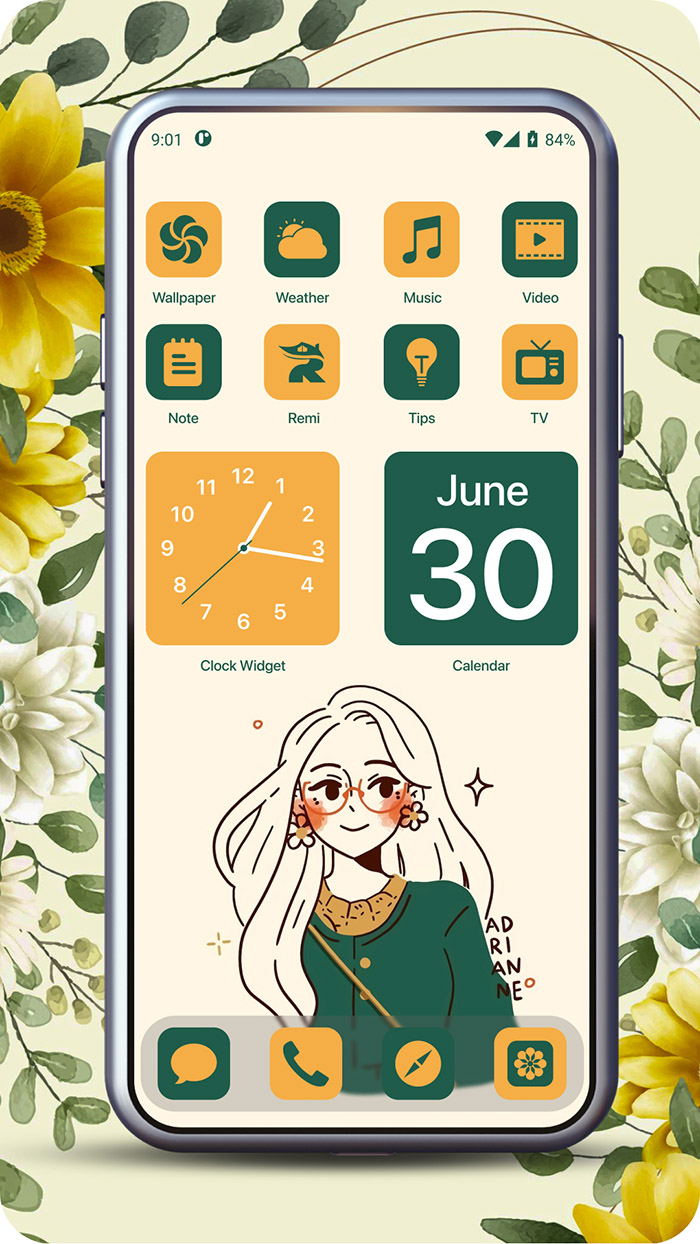 9:01
84%
Wallpaper
Weather
Music
Video
Note
Remi
Tips
TV
12
11
1
10
2
9
3
8
4
7
5
6
June
30
Clock Widget
Calendar
AD
RI
AN
NE